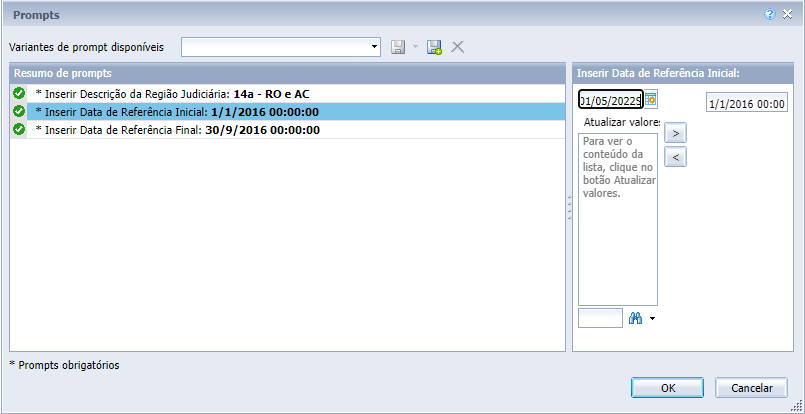 Prompts
Variantes de prompt disponíveis
Resumo de prompts
* Inserir Descrição da Região Judiciária: 14a - RO e AC
* Inserir Data de Referência Inicial: 1/1/2016 00:00:00
* Inserir Data de Referência Final: 30/9/2016 00:00:00
Inserir Data de Referência Inicial:
01/05/2022
1/1/2016 00:00
Atualizar valores
>
<
Para ver o
conteúdo da
lista, clique no
botão Atualizar
valores.
* Prompts obrigatórios
OK
Cancelar